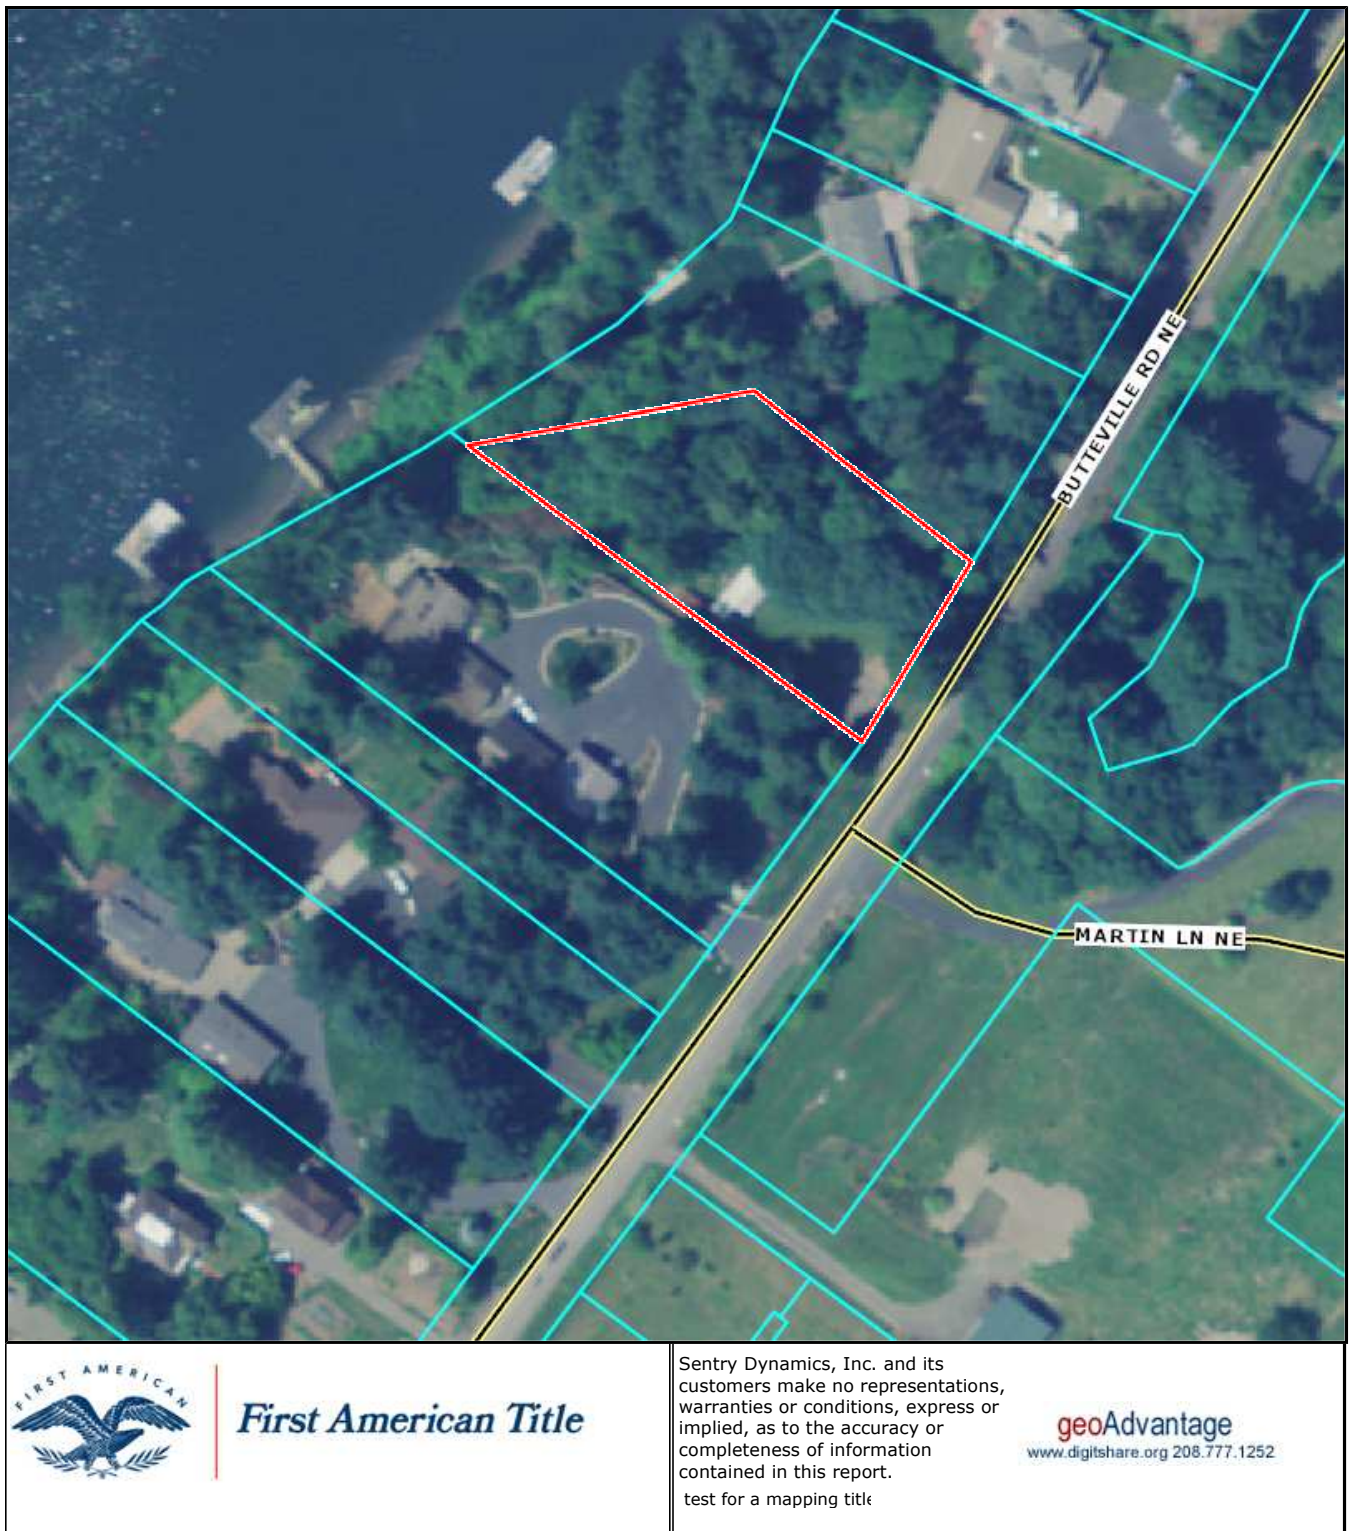 BUTTEVILLE RD NE
MARTIN LN NE
FIRST AMERICAN
First American Title
Sentry Dynamics, Inc. and its
customers make no representations,
warranties or conditions, express or
implied, as to the accuracy or
completeness of information
contained in this report.
test for a mapping title
geoAdvantage
www.digitshare.org 208.777.1252